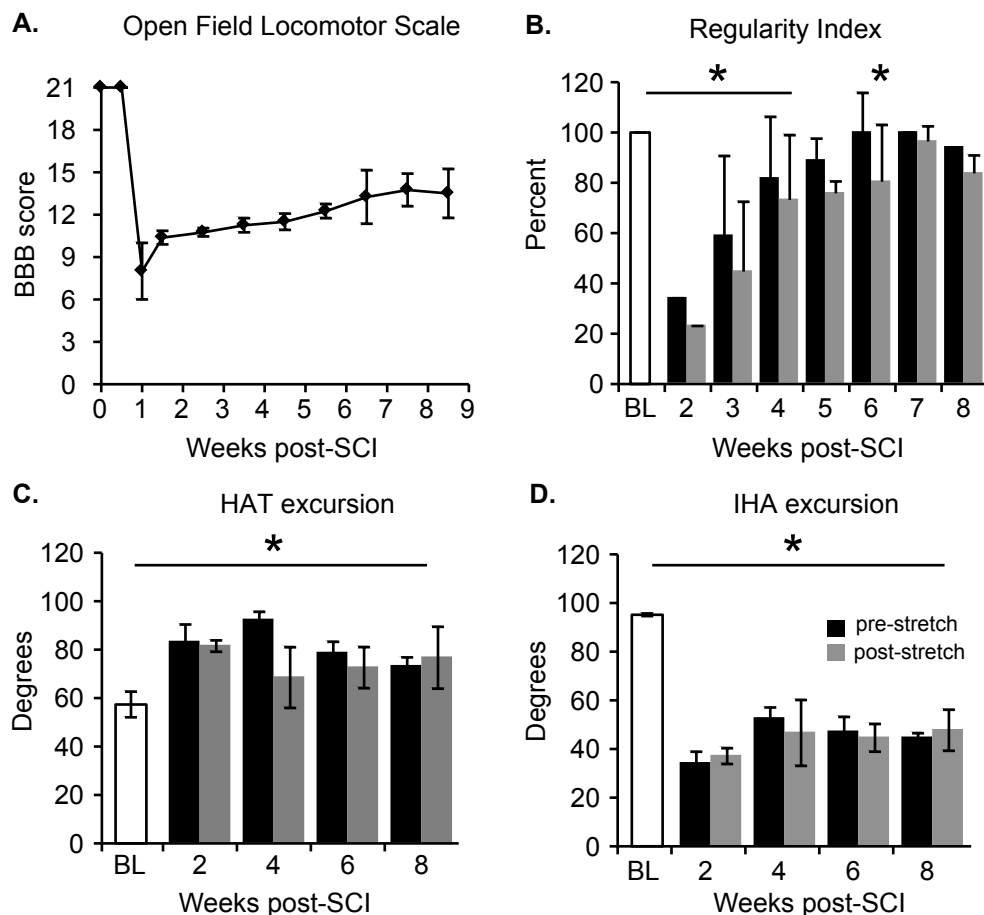 A. Open Field Locomotor Scale
BBB score
21
18
15
12
9
6
3
0
0 1 2 3 4 5 6 7 8 9
Weeks post-SCI
B. Regularity Index
* *
Percent
120
100
80
60
40
20
0
BL 2 3 4 5 6 7 8
Weeks post-SCI
C. HAT excursion
*
Degrees
120
100
80
60
40
20
0
BL 2 4 6 8
Weeks post-SCI
D. IHA excursion
*
Degrees
120
100
80
60
40
20
0
pre-stretch
post-stretch
BL 2 4 6 8
Weeks post-SCI